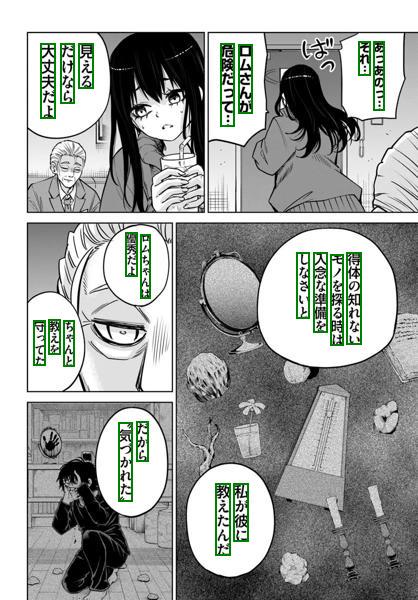 あっあのっ…
それ…
ばっ
ロムさんが
危険だって…
見える
だけなら
大丈夫だよ
得体の知れない
モノを探る時は
入念な準備を
しなさいと
私が彼に
教えたんだ
ロムちゃんは
優秀だよ
ちゃんと
教えを
守ってた
だから
“気づかれた”